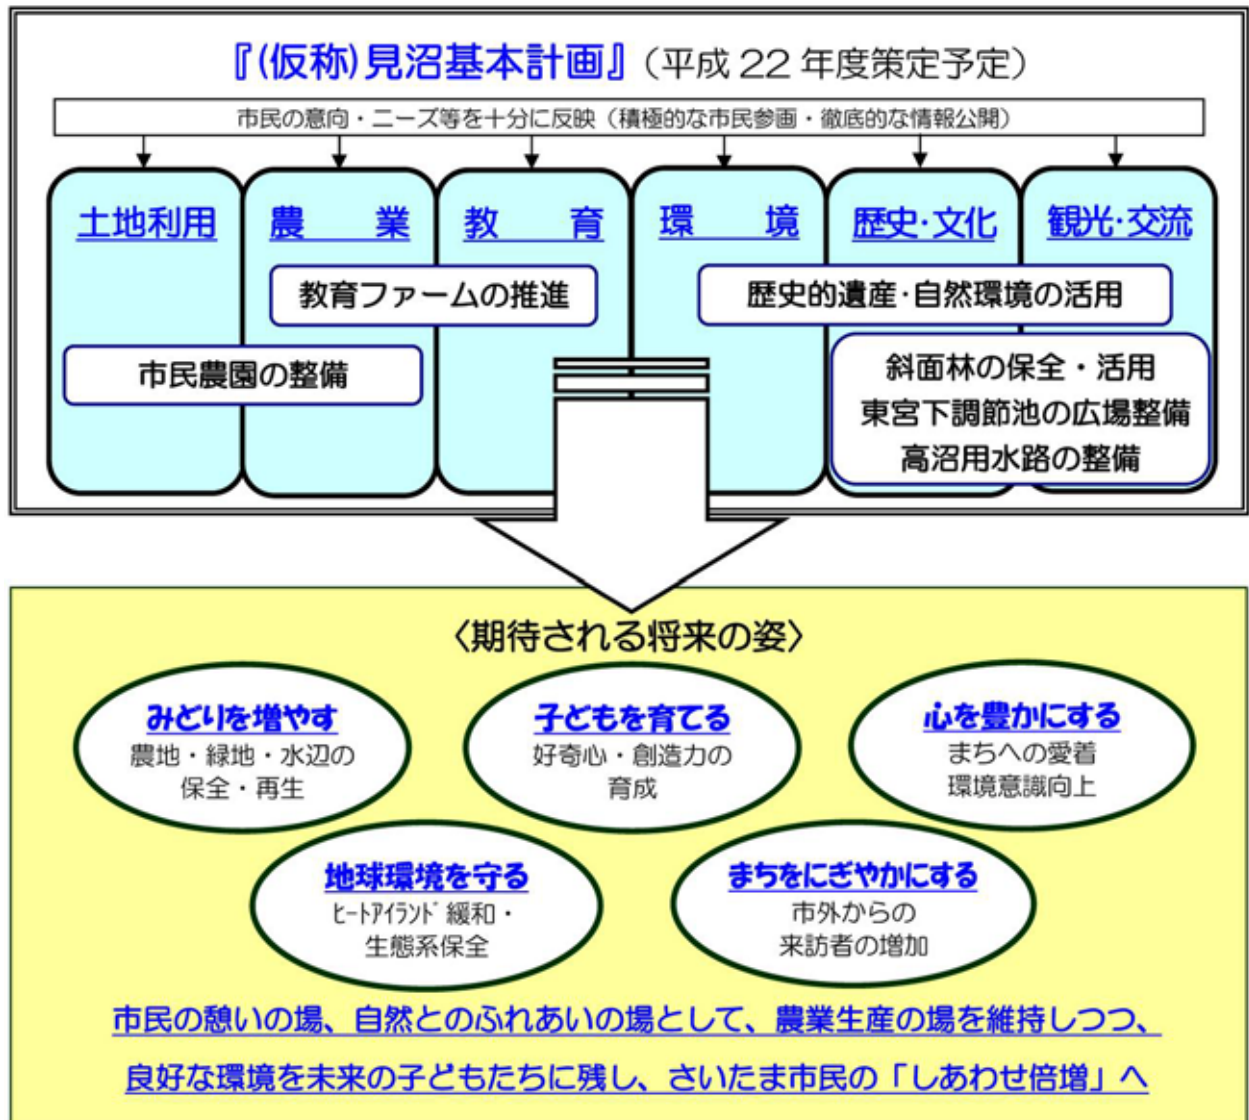 『(仮称)見沼基本計画』（平成22年度策定予定）
市民の意向・ニーズ等を十分に反映（積極的な市民参画・徹底的な情報公開）
土地利用
農　業
教　育
環　境
歴史・文化
観光・交流
教育ファームの推進
歴史的遺産・自然環境の活用
市民農園の整備
斜面林の保全・活用
東宮下調節池の広場整備
高沼用水路の整備
〈期待される将来の姿〉
みどりを増やす
農地・緑地・水辺の
保全・再生
子どもを育てる
好奇心・創造力の
育成
心を豊かにする
まちへの愛着
環境意識向上
地球環境を守る
ﾋｰﾄｱｲﾗﾝﾄﾞ緩和・
生態系保全
まちをにぎやかにする
市外からの
来訪者の増加
市民の憩いの場、自然とのふれあいの場として、農業生産の場を維持しつつ、
良好な環境を未来の子どもたちに残し、さいたま市民の「しあわせ倍増」へ